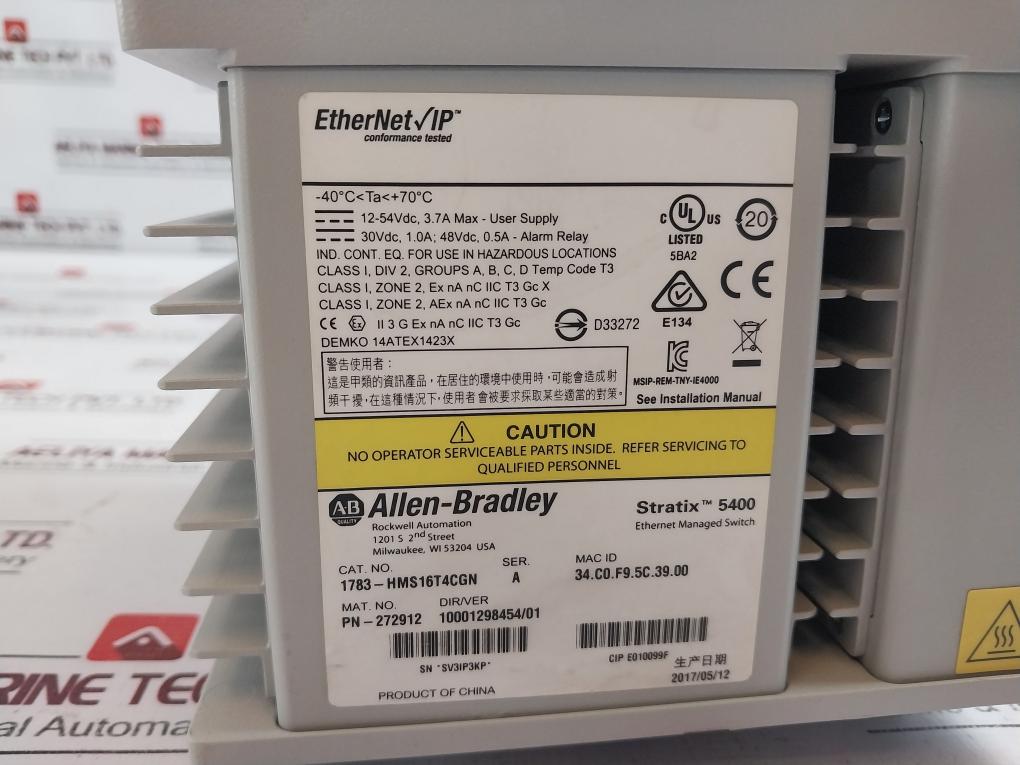 EtherNet/IP™
conformance tested
-40°C<Ta<+70°C
12-54Vdc, 3.7A Max - User Supply
30Vdc, 1.0A; 48Vdc, 0.5A - Alarm Relay
IND. CONT. EQ. FOR USE IN HAZARDOUS LOCATIONS
CLASS I, DIV 2, GROUPS A, B, C, D Temp Code T3
CLASS I, ZONE 2, Ex nA nC IIC T3 Gc X
CLASS I, ZONE 2, AEx nA nC IIC T3 Gc
CE Ex II 3 G Ex nA nC IIC T3 Gc
DEMKO 14ATEX1423X
D33272
C UL US
LISTED
5BA2
20
CE
E134
MSIP-REM-TNY-IE4000
See Installation Manual
警告使用者：
這是甲類的資訊產品，在居住的環境中使用時，可能會造成射
頻干擾，在這種情況下，使用者會被要求採取某些適當的對策。
CAUTION
NO OPERATOR SERVICEABLE PARTS INSIDE. REFER SERVICING TO
QUALIFIED PERSONNEL
A-B
QUALITY
Allen-Bradley
Rockwell Automation
1201 S 2nd Street
Milwaukee, WI 53204 USA
Stratix™ 5400
Ethernet Managed Switch
CAT. NO.
1783-HMS16T4CGN
SER.
A
MAC ID
34.C0.F9.5C.39.00
MAT. NO.
PN-272912
DIR/VER
10001298454/01
SN *SV3IP3KP*
CIP E010099F
生产日期
2017/05/12
PRODUCT OF CHINA
LTD.
RINE TEC
al Automa